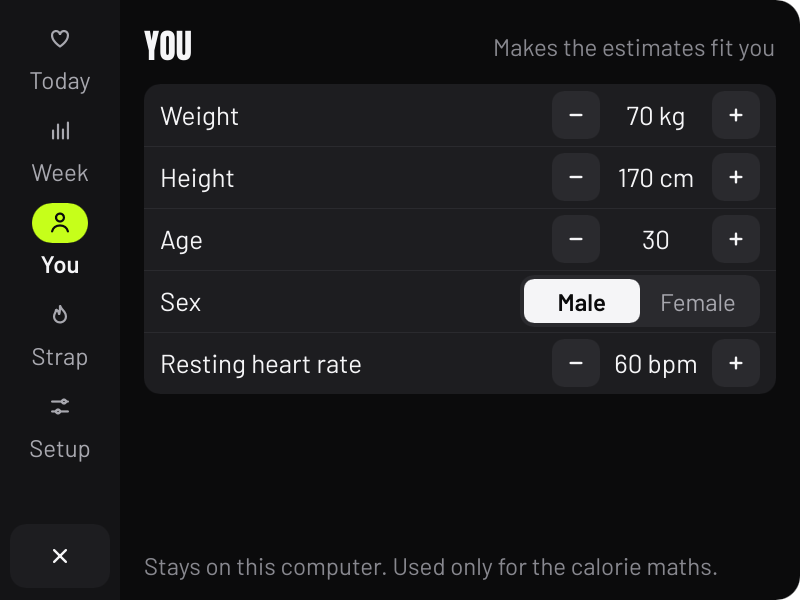 Today
Week
You
Strap
Setup
YOU
Makes the estimates fit you
Weight − 70 kg +
Height − 170 cm +
Age − 30 +
Sex Male Female
Resting heart rate − 60 bpm +
Stays on this computer. Used only for the calorie maths.